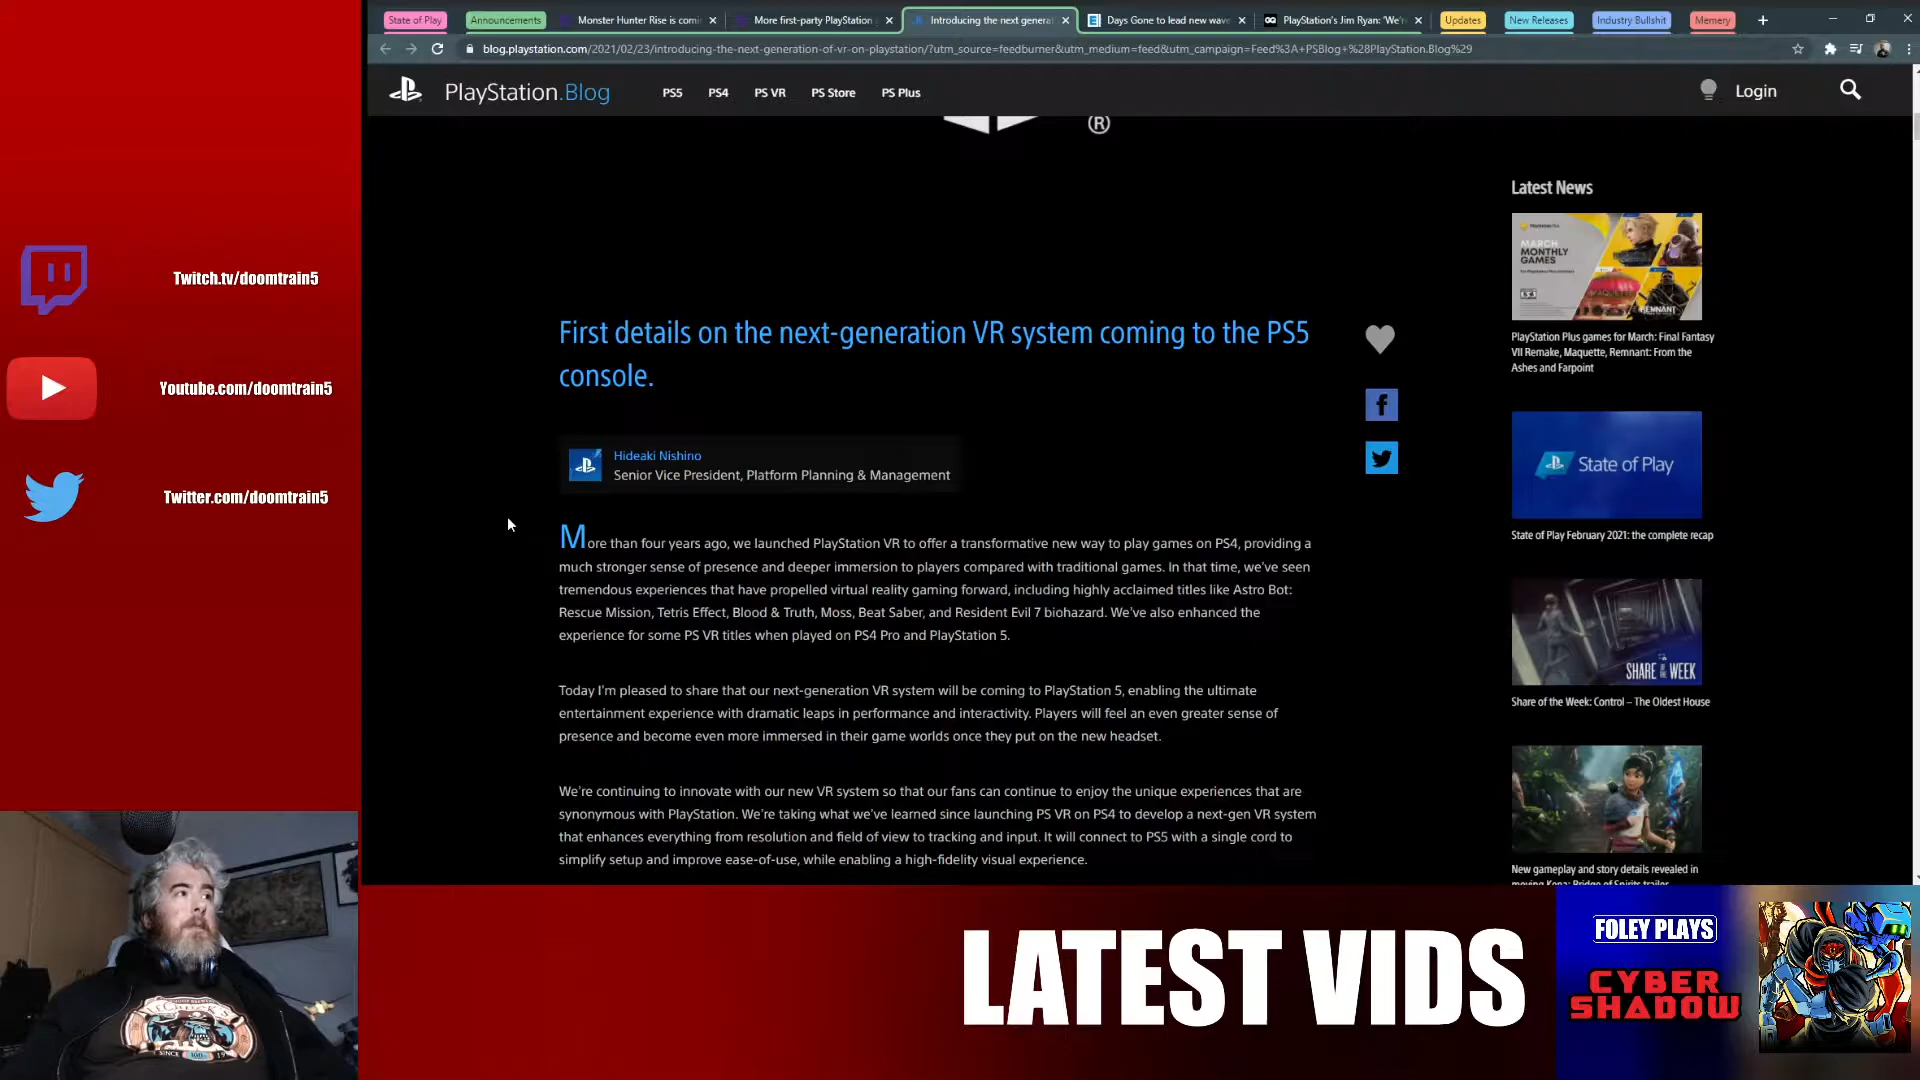 State of Play
Announcements
Monster Hunter Rise is comi
More first-party PlayStation
Introducing the next genera
Days Gone to lead new wave
PlayStation's Jim Ryan: 'We'r
Updates
New Releases
Industry Bullshit
Memery
blog.playstation.com/2021/02/23/introducing-the-next-generation-of-vr-on-playstation/?utm_source=feedburner&utm_medium=feed&utm_campaign=Feed%3A+PSBlog+%28PlayStation.Blog%29
PlayStation.Blog
PS5
PS4
PS VR
PS Store
PS Plus
Login
®
First details on the next-generation VR system coming to the PS5
console.
Hideaki Nishino
Senior Vice President, Platform Planning & Management
More than four years ago, we launched PlayStation VR to offer a transformative new way to play games on PS4, providing a
much stronger sense of presence and deeper immersion to players compared with traditional games. In that time, we've seen
tremendous experiences that have propelled virtual reality gaming forward, including highly acclaimed titles like Astro Bot:
Rescue Mission, Tetris Effect, Blood & Truth, Moss, Beat Saber, and Resident Evil 7 biohazard. We've also enhanced the
experience for some PS VR titles when played on PS4 Pro and PlayStation 5.
Today I'm pleased to share that our next-generation VR system will be coming to PlayStation 5, enabling the ultimate
entertainment experience with dramatic leaps in performance and interactivity. Players will feel an even greater sense of
presence and become even more immersed in their game worlds once they put on the new headset.
We're continuing to innovate with our new VR system so that our fans can continue to enjoy the unique experiences that are
synonymous with PlayStation. We're taking what we've learned since launching PS VR on PS4 to develop a next-gen VR system
that enhances everything from resolution and field of view to tracking and input. It will connect to PS5 with a single cord to
simplify setup and improve ease-of-use, while enabling a high-fidelity visual experience.
Latest News
MARCH
MONTHLY
GAMES
REMNANT
PlayStation Plus games for March: Final Fantasy
VII Remake, Maquette, Remnant: From the
Ashes and Farpoint
State of Play
State of Play February 2021: the complete recap
SHARE OF THE WEEK
Share of the Week: Control – The Oldest House
New gameplay and story details revealed in
moving Kena: Bridge of Spirits trailer
Twitch.tv/doomtrain5
Youtube.com/doomtrain5
Twitter.com/doomtrain5
LATEST VIDS
FOLEY PLAYS
CYBER
SHADOW